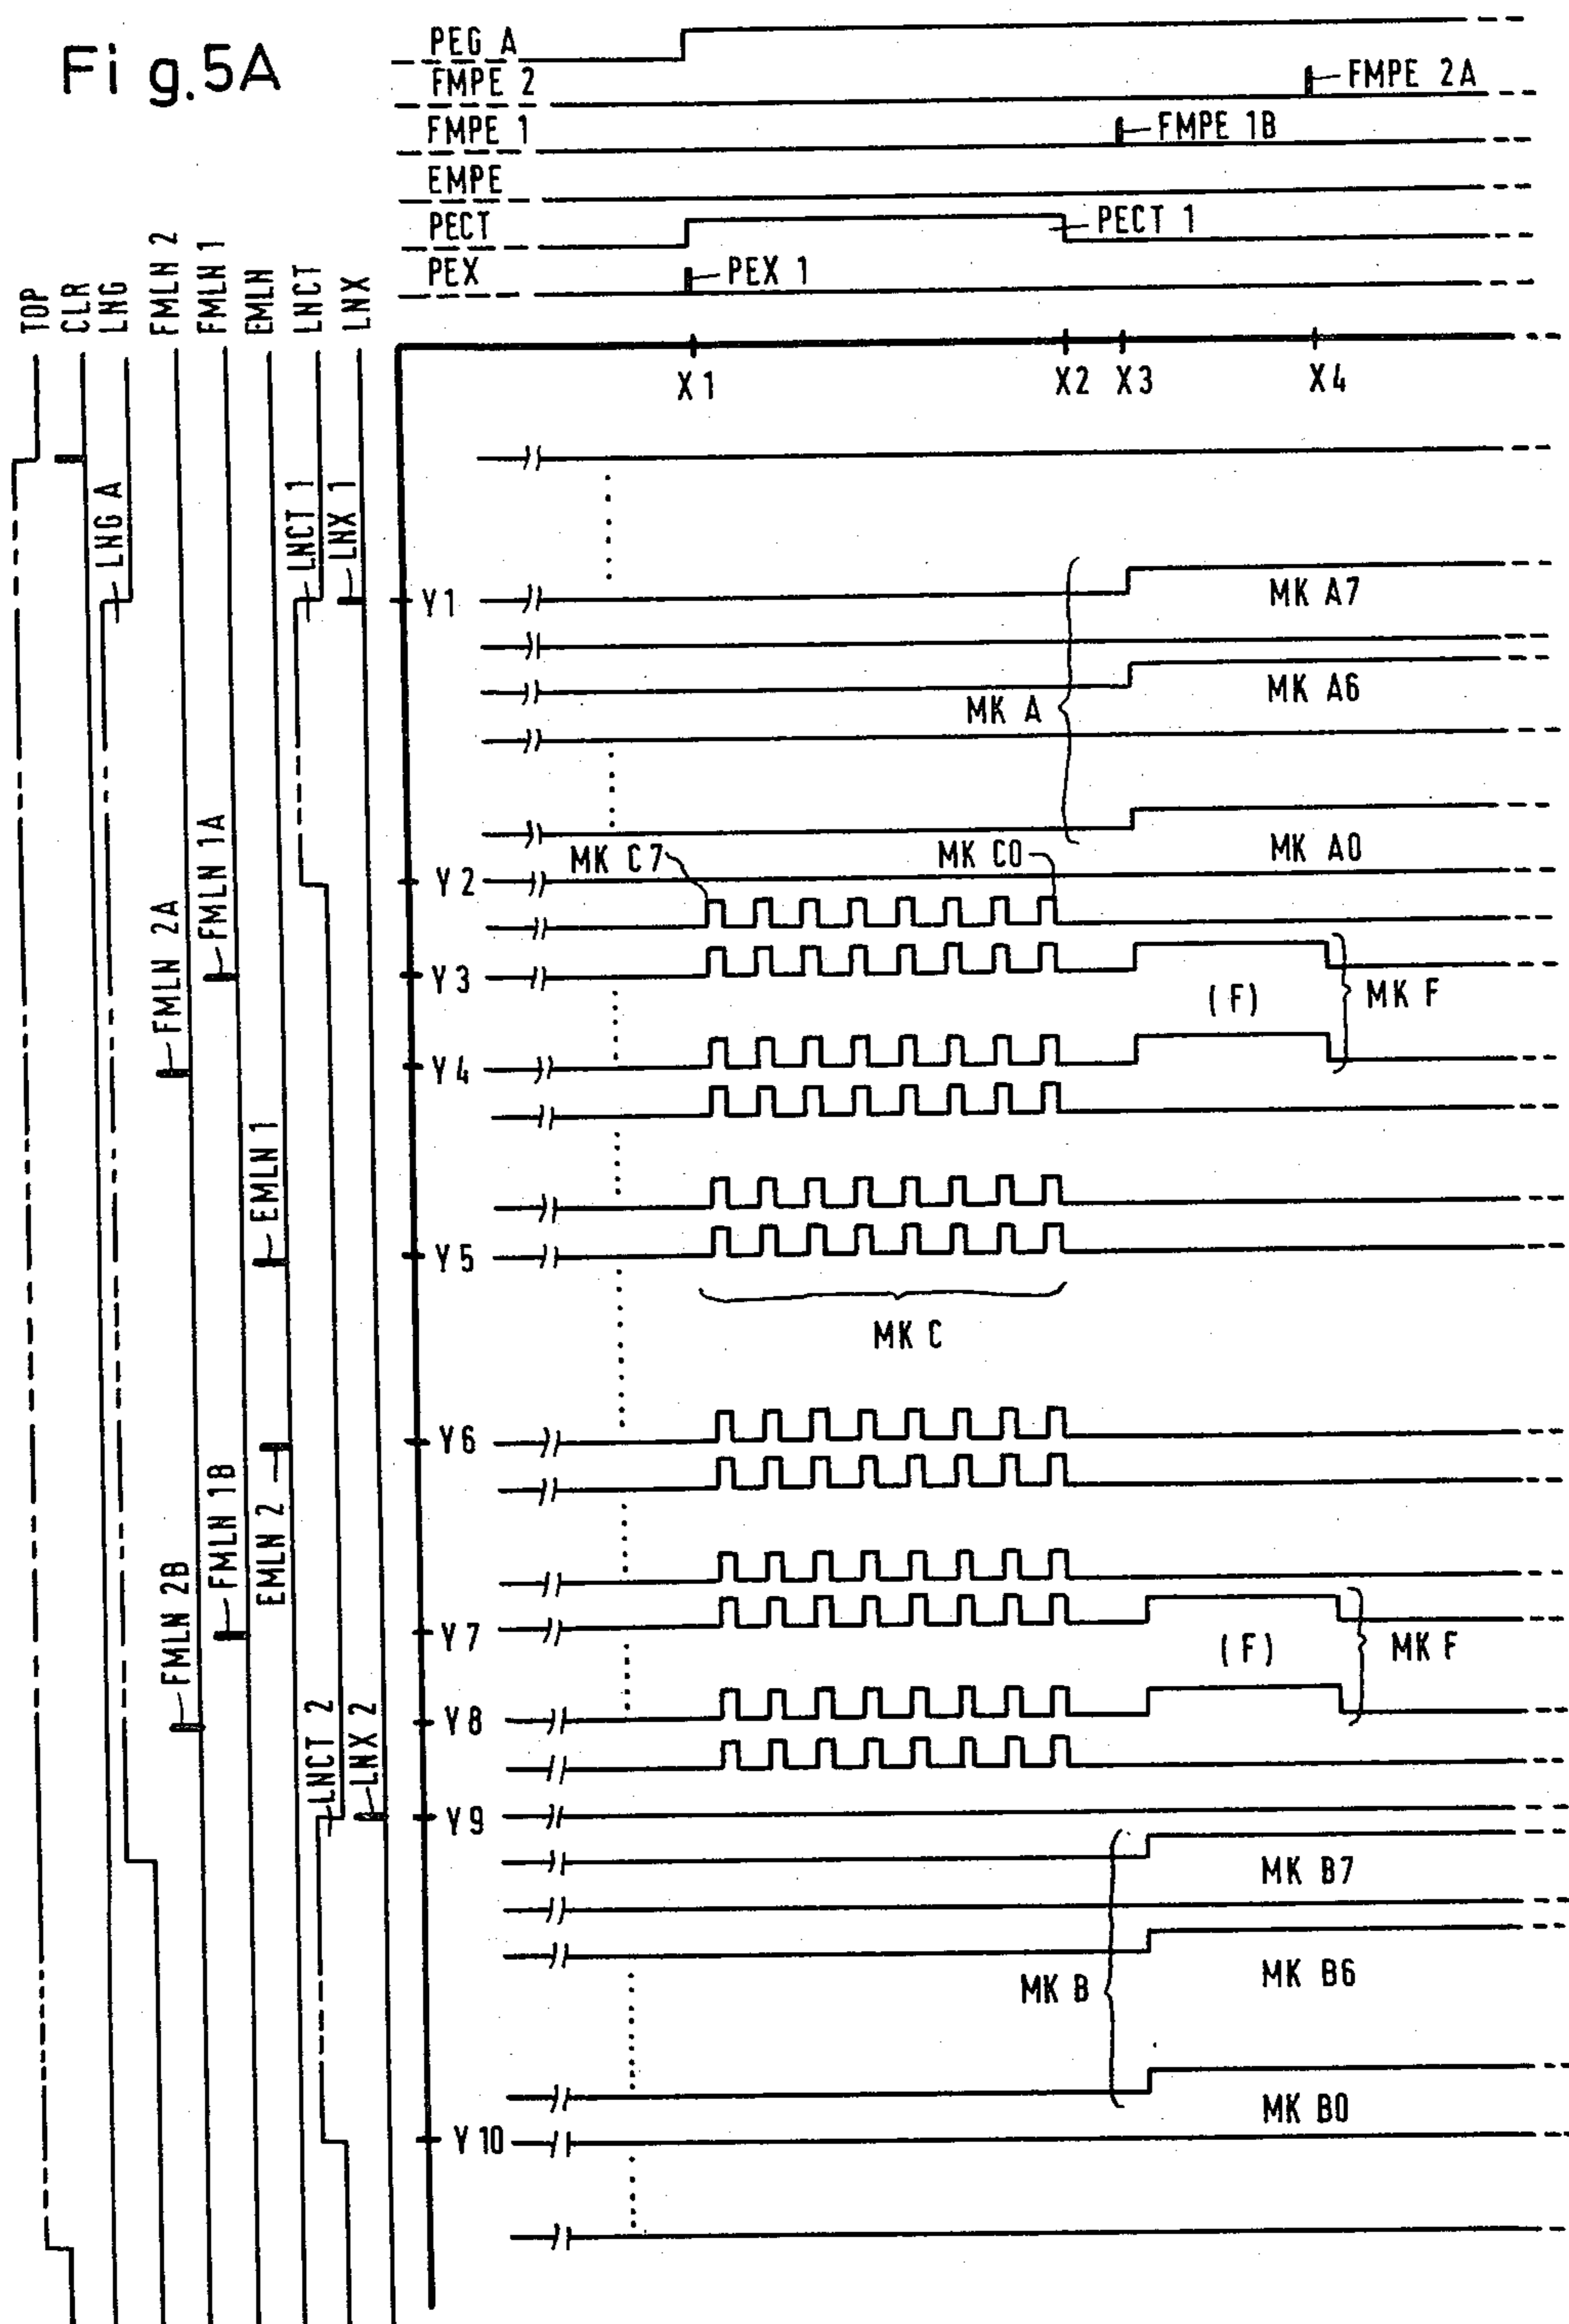 Fig.5A
PEG A
FMPE 2
FMPE 2A
FMPE 1
FMPE 1B
EMPE
PECT
PECT 1
PEX
PEX 1
TOP
CLR
LNG
FMLN 2
FMLN 1
EMLN
LNCT
LNX
X1
X2
X3
X4
LNG A
LNCT 1
LNX 1
Y1
MK A7
MK A6
MK A
MK A0
MK C7
MK C0
Y2
FMLN 1A
FMLN 2A
Y3
MK F
(F)
Y4
EMLN 1
Y5
MK C
Y6
EMLN 2
FMLN 1B
FMLN 2B
Y7
(F)
MK F
Y8
LNCT 2
LNX 2
Y9
MK B7
MK B6
MK B
MK B0
Y10